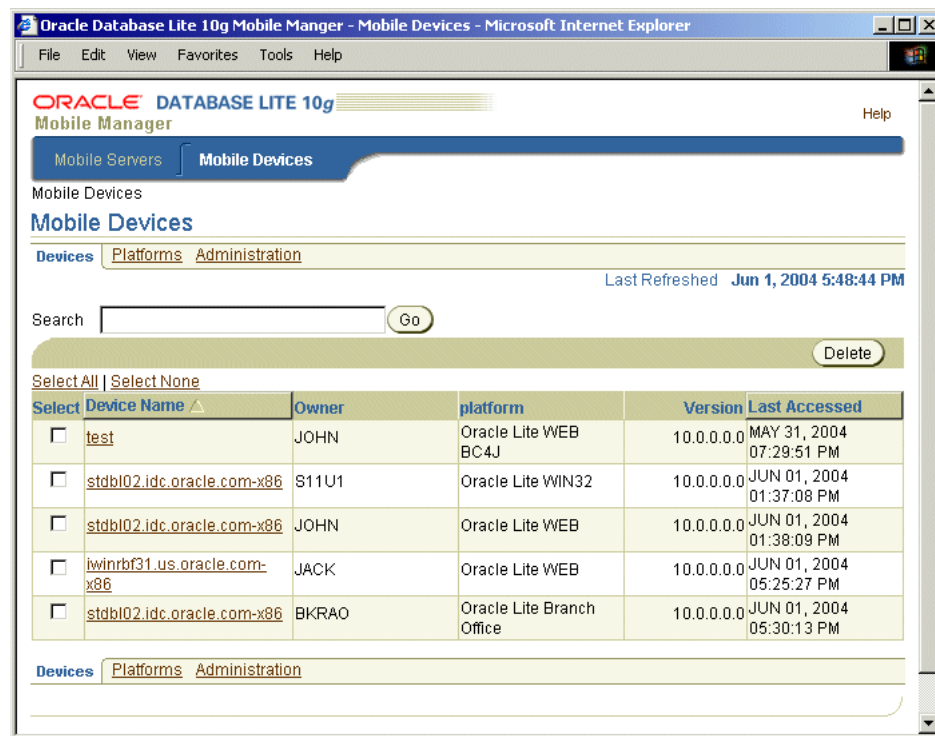 Oracle Database Lite 10g Mobile Manger - Mobile Devices - Microsoft Internet Explorer
File Edit View Favorites Tools Help
ORACLE DATABASE LITE 10g
Mobile Manager
Help
Mobile Servers Mobile Devices
Mobile Devices
Mobile Devices
Devices Platforms Administration
Last Refreshed Jun 1, 2004 5:48:44 PM
Search Go
Delete
Select All | Select None
Select Device Name Owner platform Version Last Accessed
test JOHN Oracle Lite WEB BC4J 10.0.0.0.0 MAY 31, 2004 07:29:51 PM
stdbl02.idc.oracle.com-x86 S11U1 Oracle Lite WIN32 10.0.0.0.0 JUN 01, 2004 01:37:08 PM
stdbl02.idc.oracle.com-x86 JOHN Oracle Lite WEB 10.0.0.0.0 JUN 01, 2004 01:38:09 PM
iwinrbf31.us.oracle.com-x86 JACK Oracle Lite WEB 10.0.0.0.0 JUN 01, 2004 05:25:27 PM
stdbl02.idc.oracle.com-x86 BKRAO Oracle Lite Branch Office 10.0.0.0.0 JUN 01, 2004 05:30:13 PM
Devices Platforms Administration